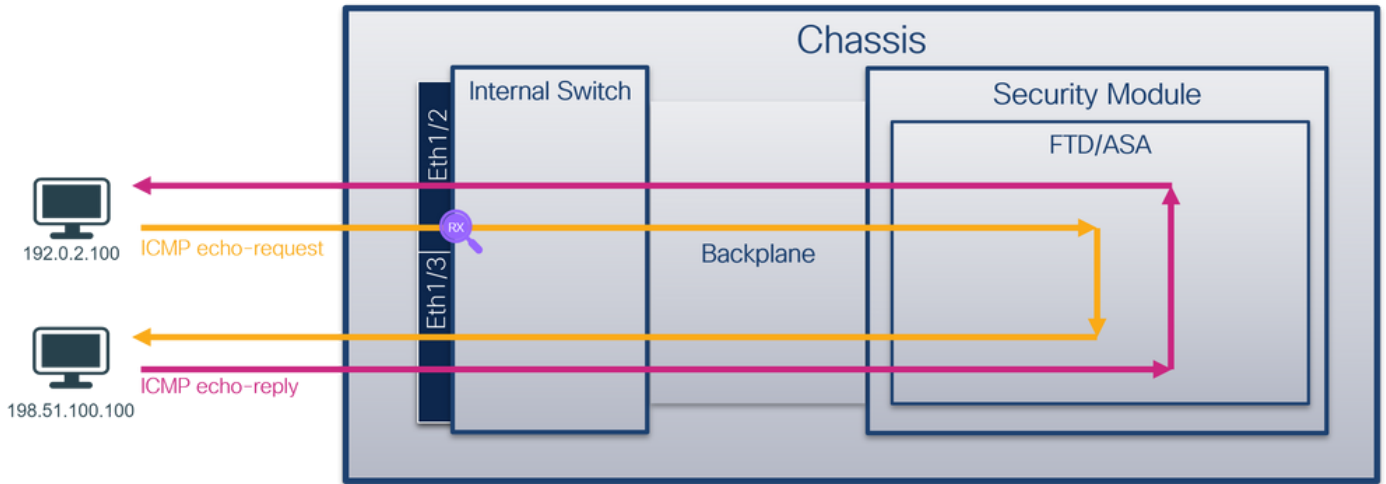 Chassis
Internal Switch
Security Module
FTD/ASA
Eth1/2
RX
192.0.2.100
ICMP echo-request
Backplane
Eth1/3
198.51.100.100
ICMP echo-reply